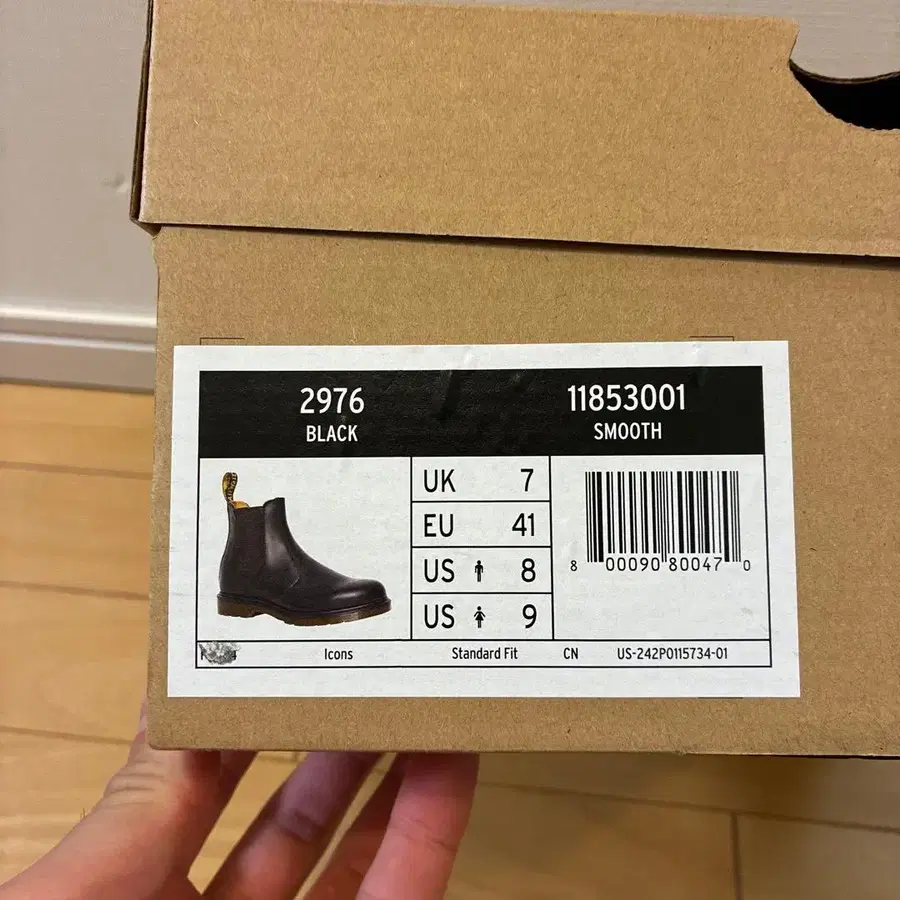 2976
BLACK
11853001
SMOOTH
UK 7
EU 41
US 8
US 9
8 00090 80047 0
Icons
Standard Fit
CN
US-242P0115734-01